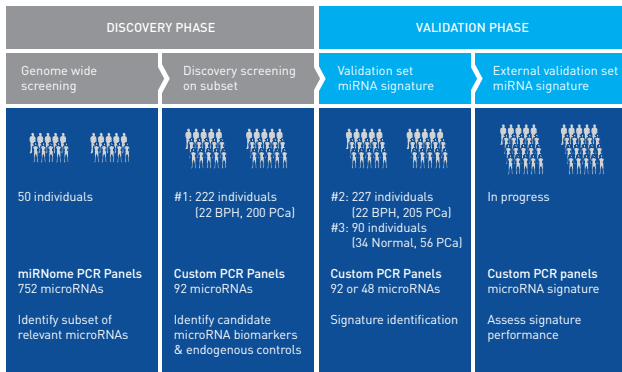 DISCOVERY PHASE
VALIDATION PHASE
Genome wide
screening
Discovery screening
on subset
Validation set
miRNA signature
External validation set
miRNA signature
50 individuals
#1: 222 individuals
(22 BPH, 200 PCa)
#2: 227 individuals
(22 BPH, 205 PCa)
#3: 90 individuals
(34 Normal, 56 PCa)
In progress
miRNome PCR Panels
752 microRNAs
Identify subset of
relevant microRNAs
Custom PCR Panels
92 microRNAs
Identify candidate
microRNA biomarkers
& endogenous controls
Custom PCR Panels
92 or 48 microRNAs
Signature identification
Custom PCR panels
microRNA signature
Assess signature
performance